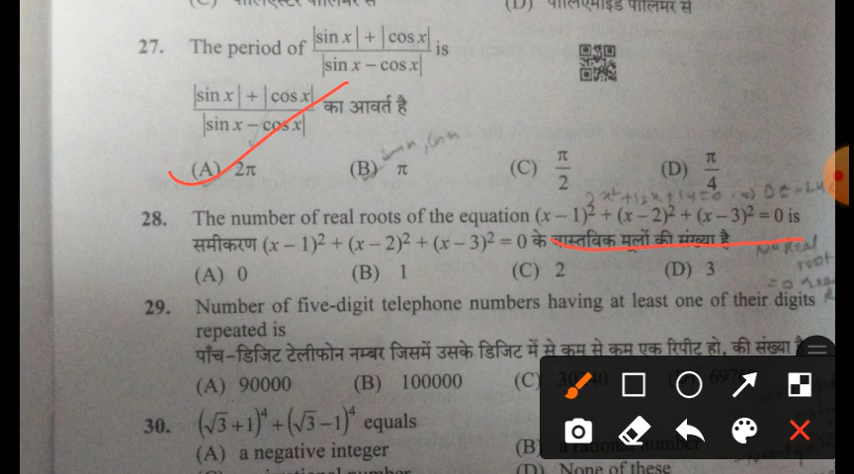 (D) पॉलिएमाइड पॉलिमर से
27. The period of |sin x| + |cos x| / |sin x – cos x| is
|sin x| + |cos x| / |sin x – cos x| का आवर्त है
(A) 2π (B) π (C) π/2 (D) π/4
28. The number of real roots of the equation (x – 1)² + (x – 2)² + (x – 3)² = 0 is
समीकरण (x – 1)² + (x – 2)² + (x – 3)² = 0 के वास्तविक मूलों की संख्या है
No real
root
(A) 0 (B) 1 (C) 2 (D) 3
29. Number of five-digit telephone numbers having at least one of their digits
repeated is
पाँच-डिजिट टेलीफोन नम्बर जिसमें उसके डिजिट में से कम से कम एक रिपीट हो, की संख्या है
(A) 90000 (B) 100000 (C)
30. (√3 + 1)⁴ + (√3 – 1)⁴ equals
(A) a negative integer (B) a rational number
(D) None of these